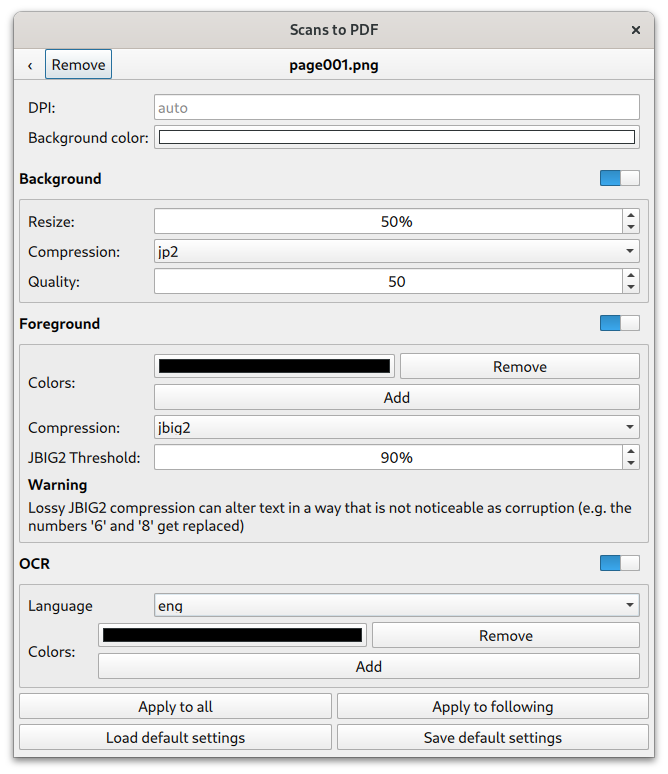 Scans to PDF ×
‹ Remove page001.png
DPI: auto
Background color:
Background
Resize: 50%
Compression: jp2
Quality: 50
Foreground
Colors: Remove
Add
Compression: jbig2
JBIG2 Threshold: 90%
Warning
Lossy JBIG2 compression can alter text in a way that is not noticeable as corruption (e.g. the
numbers '6' and '8' get replaced)
OCR
Language eng
Colors: Remove
Add
Apply to all Apply to following
Load default settings Save default settings